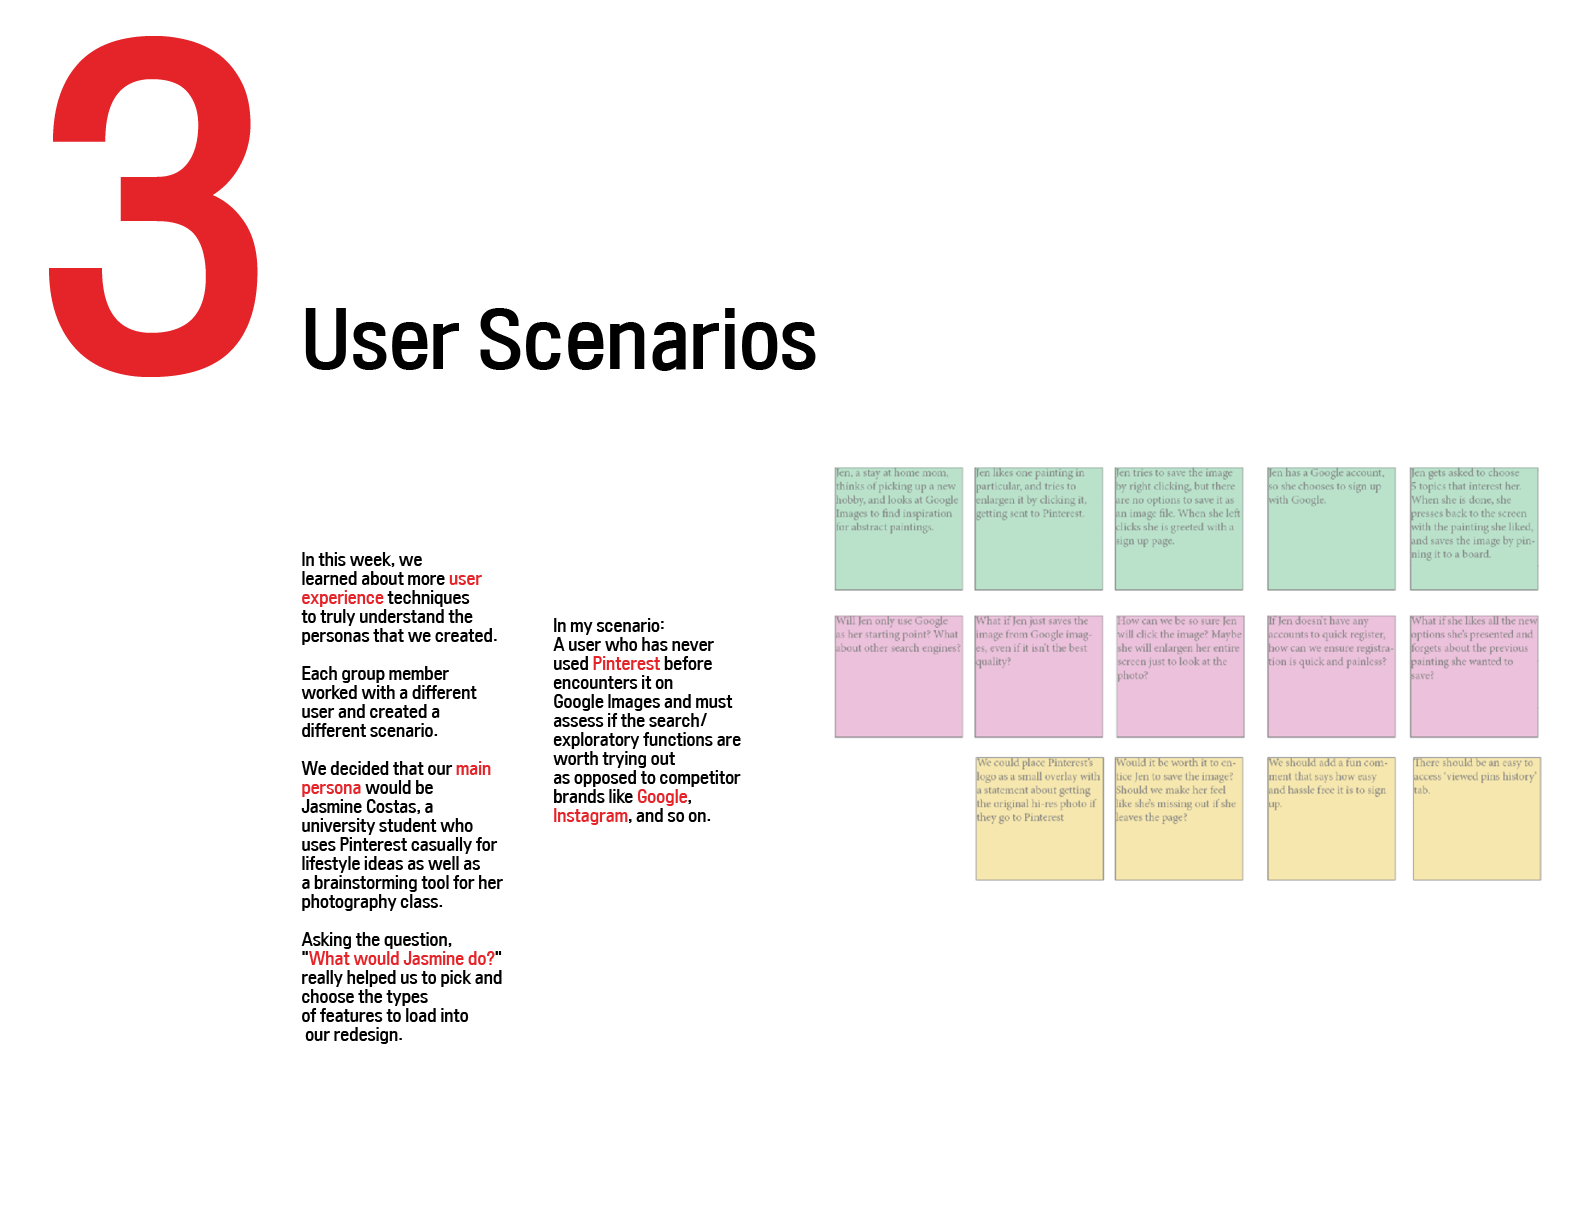 3
User Scenarios
In this week, we
learned about more user
experience techniques
to truly understand the
personas that we created.
Each group member
worked with a different
user and created a
different scenario.
We decided that our main
persona would be
Jasmine Costas, a
university student who
uses Pinterest casually for
lifestyle ideas as well as
a brainstorming tool for her
photography class.
Asking the question,
"What would Jasmine do?"
really helped us to pick and
choose the types
of features to load into
our redesign.
In my scenario:
A user who has never
used Pinterest before
encounters it on
Google Images and must
assess if the search/
exploratory functions are
worth trying out
as opposed to competitor
brands like Google,
Instagram, and so on.
Jen, a stay at home mom,
thinks of picking up a new
hobby, and looks at Google
Images to find inspiration
for abstract paintings.
Jen likes one painting in
particular, and tries to
enlargen it by clicking it,
getting sent to Pinterest.
Jen tries to save the image
by right clicking, but there
are no options to save it as
an image file. When she left
clicks she is greeted with a
sign up page.
Jen has a Google account,
so she chooses to sign up
with Google.
Jen gets asked to choose
5 topics that interest her.
When she is done, she
presses back to the screen
with the painting she liked,
and saves the image by pin-
ning it to a board.
Will Jen only use Google
as her starting point? What
about other search engines?
What if Jen just saves the
image from Google imag-
es, even if it isn't the best
quality?
How can we be so sure Jen
will click the image? Maybe
she will enlargen her entire
screen just to look at the
photo?
If Jen doesn't have any
accounts to quick register,
how can we ensure registra-
tion is quick and painless?
What if she likes all the new
options she's presented and
forgets about the previous
painting she wanted to
save?
We could place Pinterest's
logo as a small overlay with
a statement about getting
the original hi-res photo if
they go to Pinterest
Would it be worth it to en-
tice Jen to save the image?
Should we make her feel
like she's missing out if she
leaves the page?
We should add a fun com-
ment that says how easy
and hassle free it is to sign
up.
There should be an easy to
access 'viewed pins history'
tab.